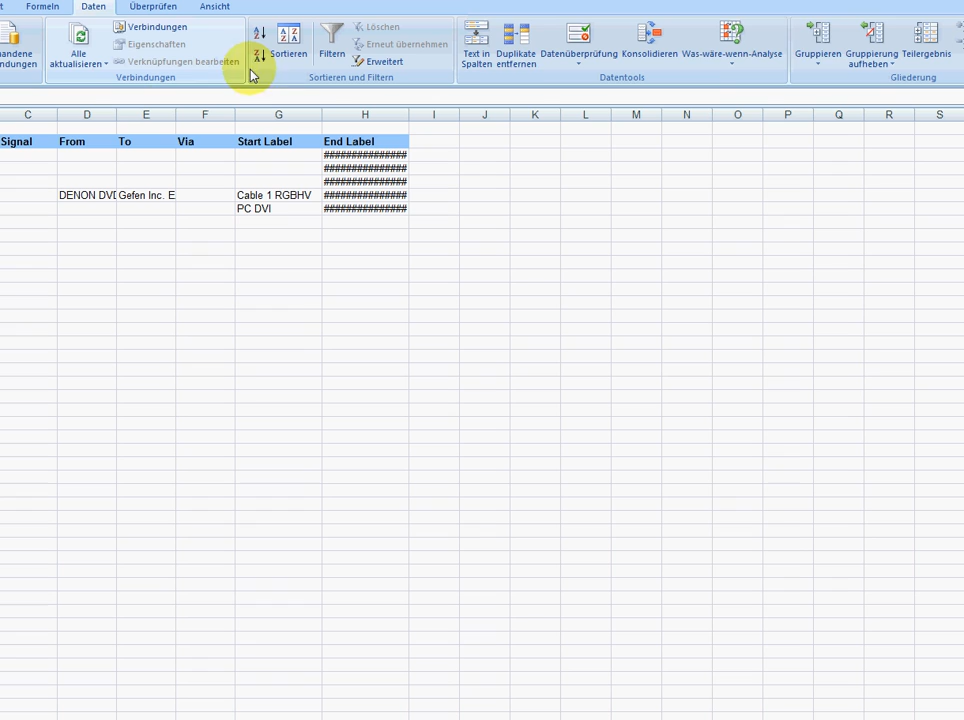 Formeln Daten Überprüfen Ansicht
Alle
aktualisieren
Verbindungen
Eigenschaften
Verknüpfungen bearbeiten
Verbindungen
Sortieren
Filtern
Löschen
Erneut übernehmen
Erweitert
Sortieren und Filtern
Text in
Spalten
Duplikate
entfernen
Datenüberprüfung
Konsolidieren
Was-wäre-wenn-Analyse
Datentools
Gruppieren
Gruppierung
aufheben
Teilergebnis
Gliederung
C D E F G H I J K L M N O P Q R S
Signal From To Via Start Label End Label
###############
###############
###############
DENON DVD Gefen Inc. E Cable 1 RGBHV ###############
PC DVI ###############